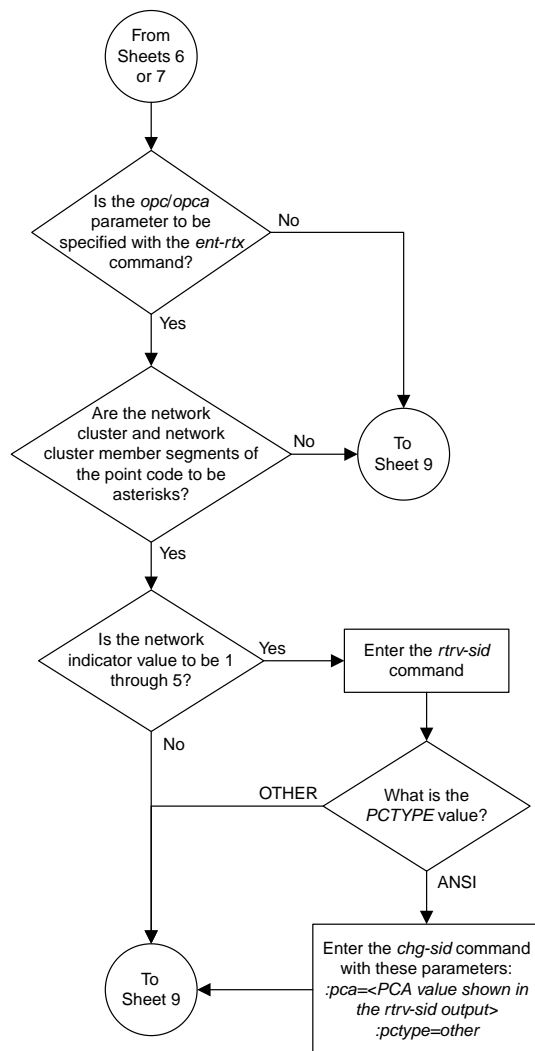 From
Sheets 6
or 7
Is the opc/opca
parameter to be
specified with the ent-rtx
command?
No
Yes
Are the network
cluster and network
cluster member segments of
the point code to be
asterisks?
No
To
Sheet 9
Yes
Is the network
indicator value to be 1
through 5?
Yes
Enter the rtrv-sid
command
No
OTHER
What is the
PCTYPE value?
ANSI
To
Sheet 9
Enter the chg-sid command
with these parameters:
:pca=<PCA value shown in
the rtrv-sid output>
:pctype=other